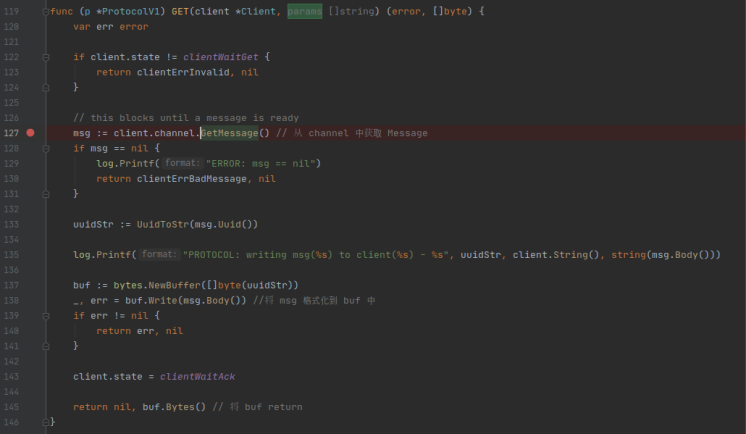 119 func (p *ProtocolV1) GET(client *Client, params []string) (error, []byte) {
120     var err error
121
122     if client.state != clientWaitGet {
123         return clientErrInvalid, nil
124     }
125
126     // this blocks until a message is ready
127     msg := client.channel.GetMessage() // 从 channel 中获取 Message
128     if msg == nil {
129         log.Printf( format: "ERROR: msg == nil")
130         return clientErrBadMessage, nil
131     }
132
133     uuidStr := UuidToStr(msg.Uuid())
134
135     log.Printf( format: "PROTOCOL: writing msg(%s) to client(%s) - %s", uuidStr, client.String(), string(msg.Body()))
136
137     buf := bytes.NewBuffer([]byte(uuidStr))
138     _, err = buf.Write(msg.Body()) //将 msg 格式化到 buf 中
139     if err != nil {
140         return err, nil
141     }
142
143     client.state = clientWaitAck
144
145     return nil, buf.Bytes() // 将 buf return
146 }